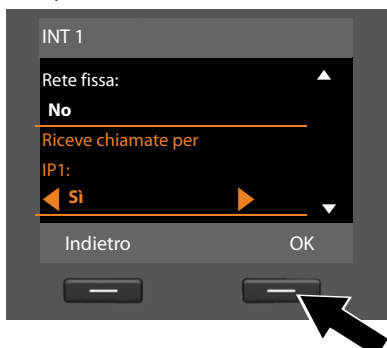 INT 1
Rete fissa:
No
Riceve chiamate per
IP1:
Sì
Indietro OK